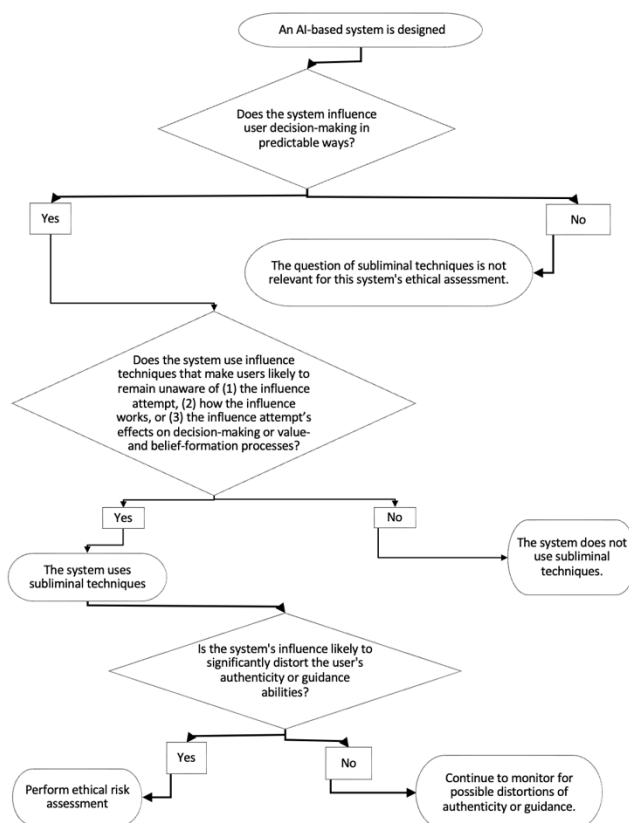 An AI-based system is designed
Does the system influence
user decision-making in
predictable ways?
Yes
No
The question of subliminal techniques is not
relevant for this system's ethical assessment.
Does the system use influence
techniques that make users likely to
remain unaware of (1) the influence
attempt, (2) how the influence
works, or (3) the influence attempt's
effects on decision-making or value-
and belief-formation processes?
Yes
No
The system does not
use subliminal
techniques.
The system uses
subliminal techniques
Is the system's influence likely to
significantly distort the user's
authenticity or guidance
abilities?
Yes
No
Perform ethical risk
assessment
Continue to monitor for
possible distortions of
authenticity or guidance.